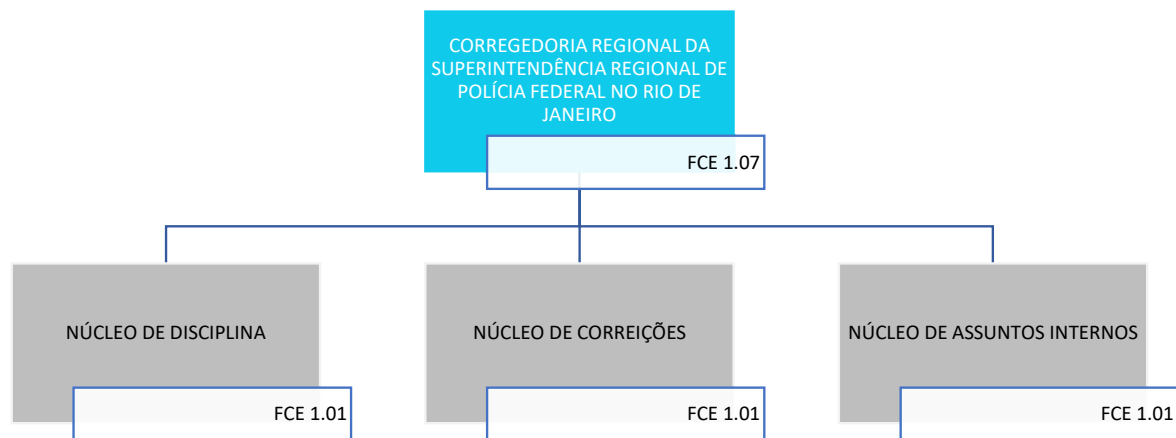 CORREGEDORIA REGIONAL DA
SUPERINTENDÊNCIA REGIONAL DE
POLÍCIA FEDERAL NO RIO DE
JANEIRO
FCE 1.07
NÚCLEO DE DISCIPLINA
FCE 1.01
NÚCLEO DE CORREIÇÕES
FCE 1.01
NÚCLEO DE ASSUNTOS INTERNOS
FCE 1.01